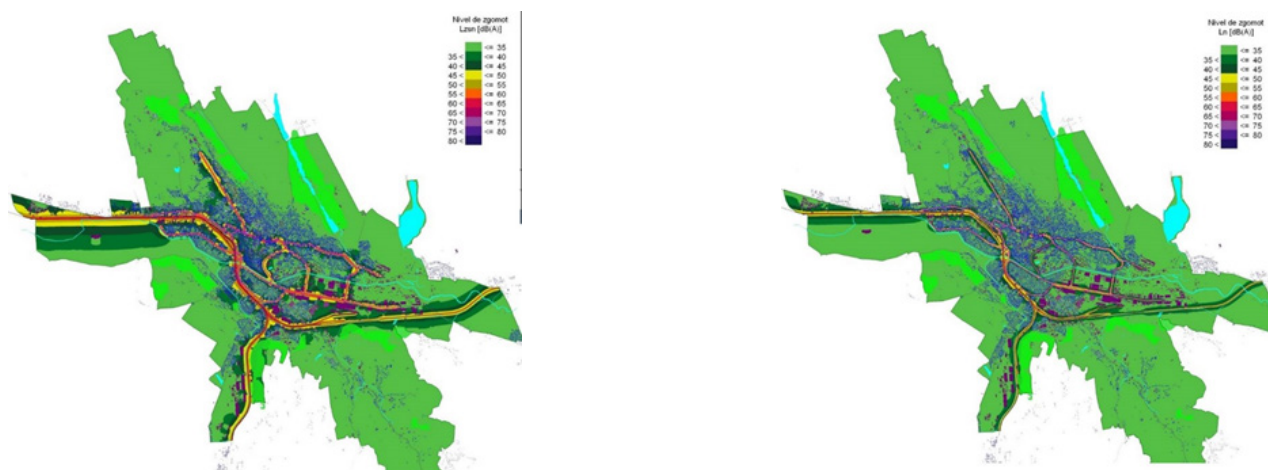 Nivel de zgomot
Lzsn [dB(A)]
<= 35
35 < <= 40
40 < <= 45
45 < <= 50
50 < <= 55
55 < <= 60
60 < <= 65
65 < <= 70
70 < <= 75
75 < <= 80
80 <
Nivel de zgomot
Ln [dB(A)]
<= 35
35 < <= 40
40 < <= 45
45 < <= 50
50 < <= 55
55 < <= 60
60 < <= 65
65 < <= 70
70 < <= 75
75 < <= 80
80 <